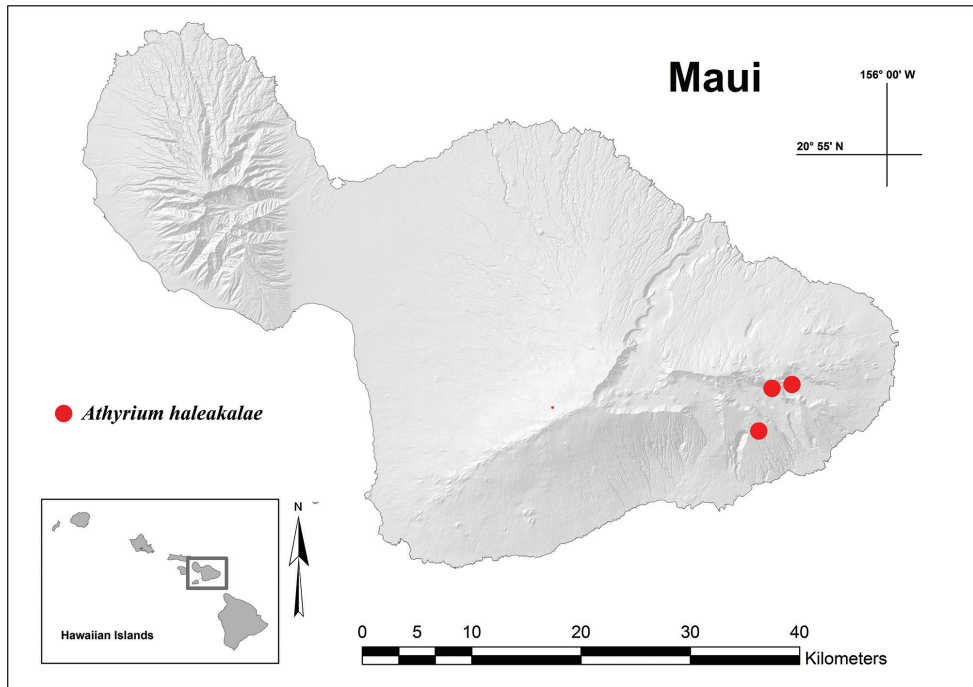 Maui
156° 00' W
20° 55' N
Athyrium haleakalae
N
Hawaiian Islands
0 5 10 20 30 40
Kilometers